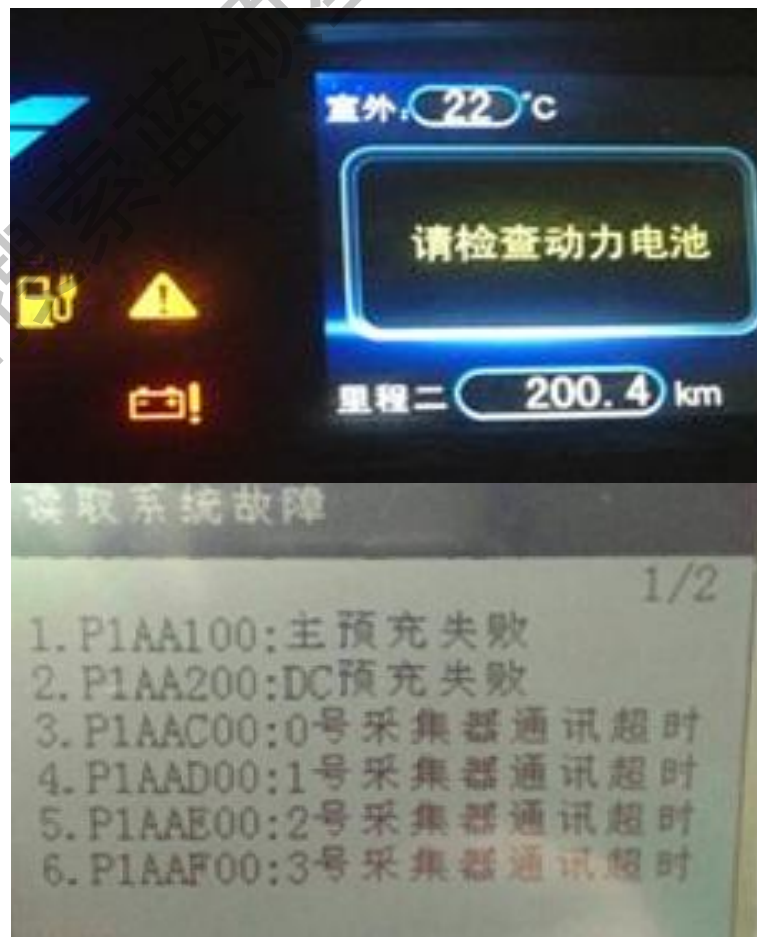 室外:22°C
请检查动力电池
里程二 200.4 km
读取系统故障
1/2
1.P1AA100:主预充失败
2.P1AA200:DC预充失败
3.P1AAC00:0号采集器通讯超时
4.P1AAD00:1号采集器通讯超时
5.P1AAE00:2号采集器通讯超时
6.P1AAF00:3号采集器通讯超时